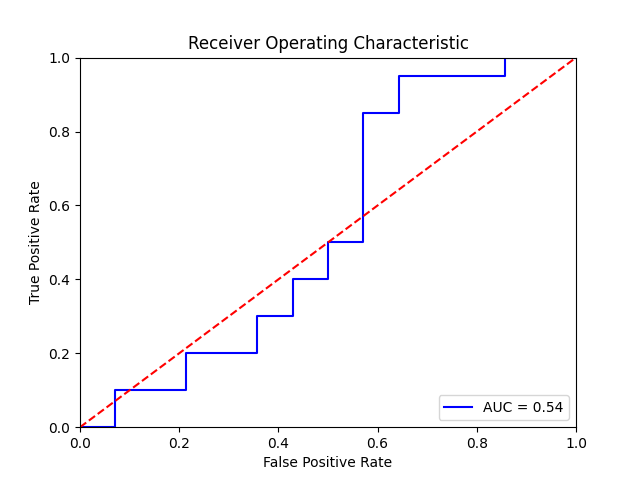 Receiver Operating Characteristic
True Positive Rate
1.0
0.8
0.6
0.4
0.2
0.0
AUC = 0.54
0.0 0.2 0.4 0.6 0.8 1.0
False Positive Rate